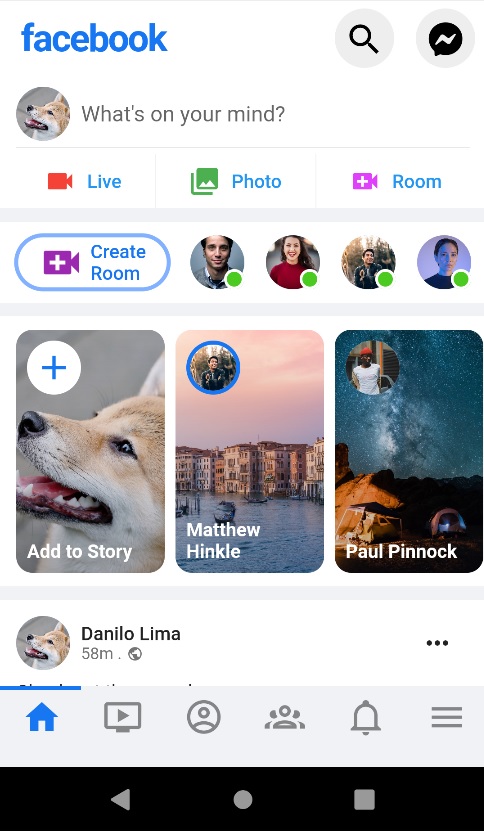 facebook
What's on your mind?
Live
Photo
Room
Create
Room
Add to Story
Matthew
Hinkle
Paul Pinnock
Danilo Lima
58m .